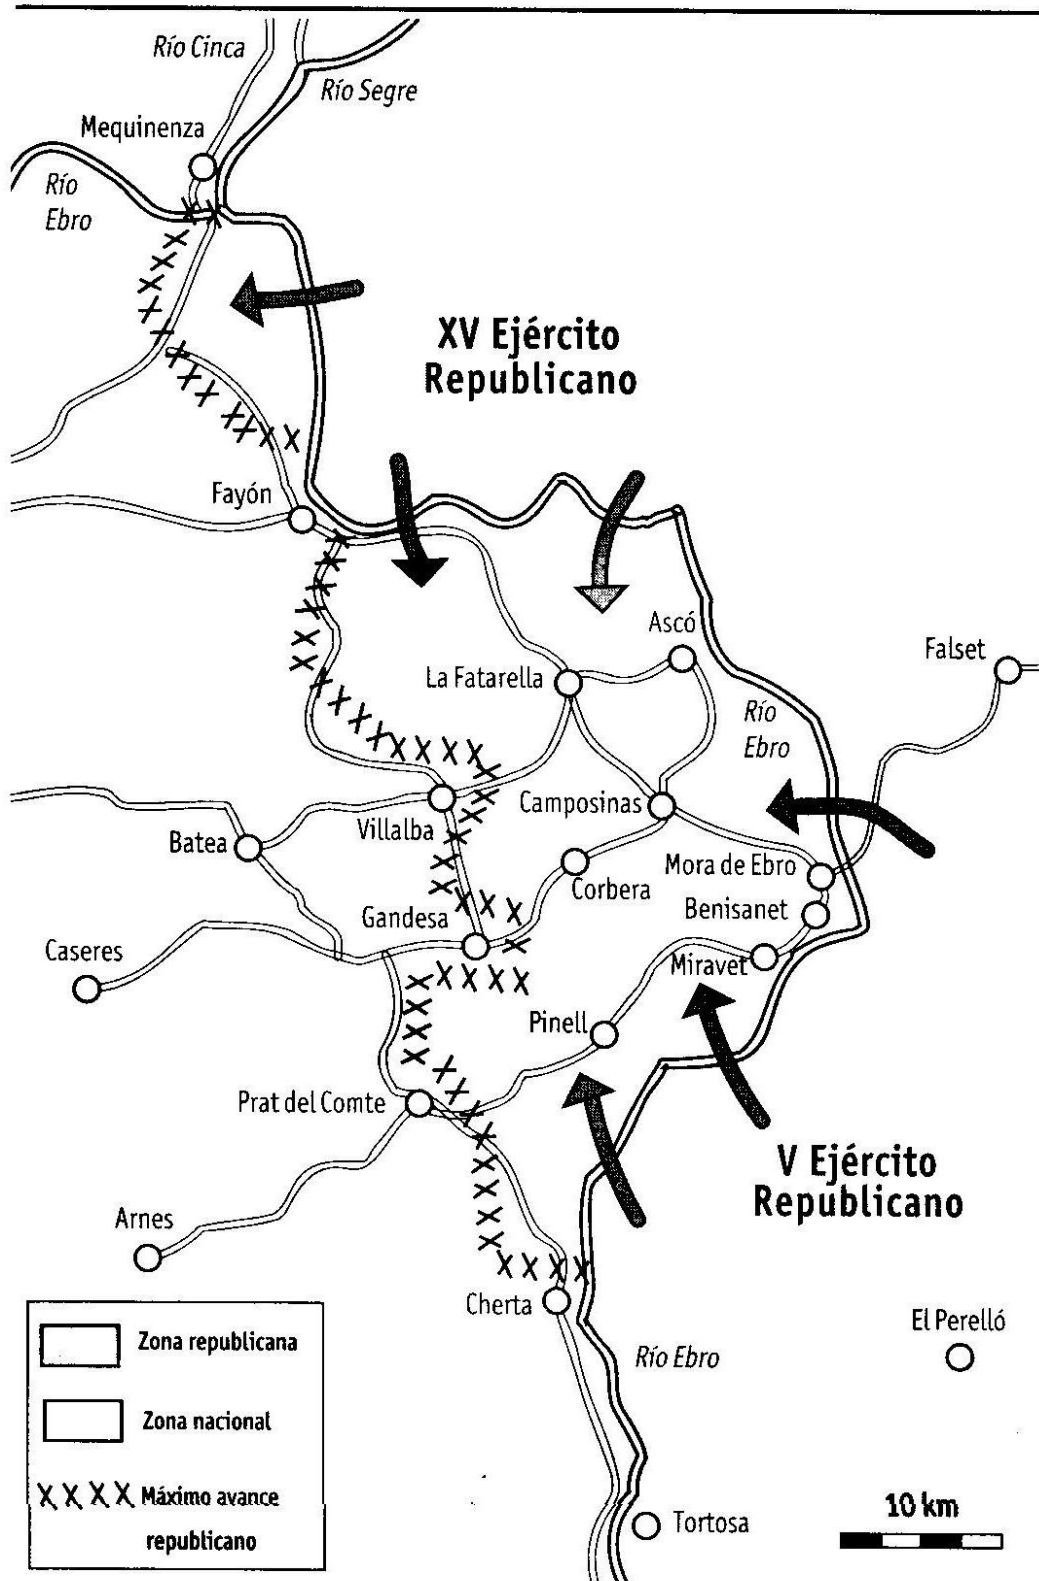 Río Cinca
Río Segre
Mequinenza
Río
Ebro
XV Ejército
Republicano
Fayón
Ascó
Falset
La Fatarella
Río
Ebro
Camposinas
Villalba
Batea
Mora de Ebro
Corbera
Benisanet
Gandesa
Caseres
Miravet
Pinell
Prat del Comte
V Ejército
Republicano
Arnes
Cherta
El Perelló
Río Ebro
Zona republicana
Zona nacional
XXXX Máximo avance
republicano
10 km
Tortosa